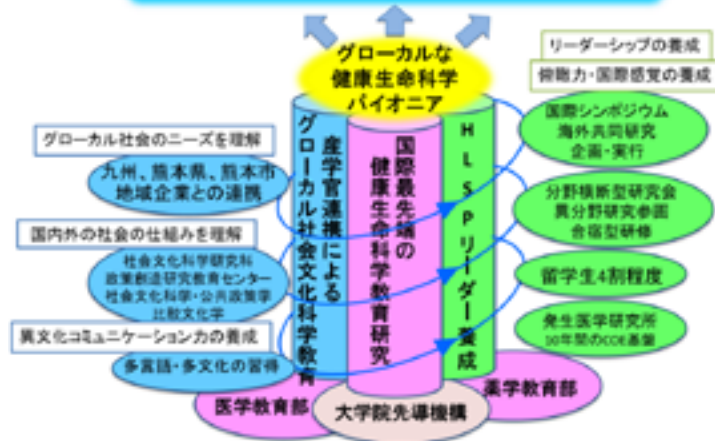 グローカルな
健康生命科学
パイオニア
リーダーシップの養成
俯瞰力・国際感覚の養成
グローカル社会のニーズを理解
九州、熊本県、熊本市
地域企業との連携
国内外の社会の仕組みを理解
社会文化科学研究科
政策創造研究教育センター
社会文化科学・公共政策学
比較文化学
異文化コミュニケーション力の養成
多言語・多文化の習得
産学官連携による
グローカル社会文化科学教育
国際最先端の
健康生命科学教育研究
HLSPリーダー養成
国際シンポジウム
海外共同研究
企画・実行
分野横断型研究会
異分野研究参画
合宿型研修
留学生4割程度
発生医学研究所
10年間のCOE基盤
医学教育部
大学院先導機構
薬学教育部